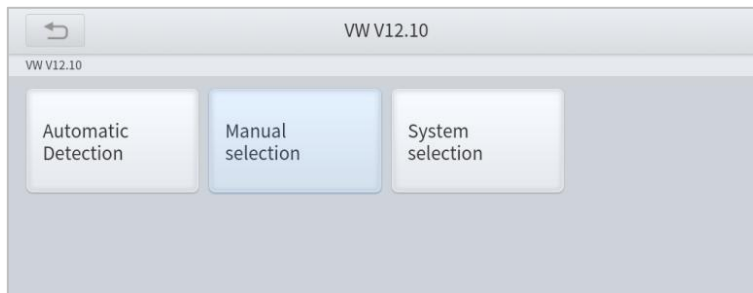 VW V12.10
VW V12.10
Automatic
Detection
Manual
selection
System
selection